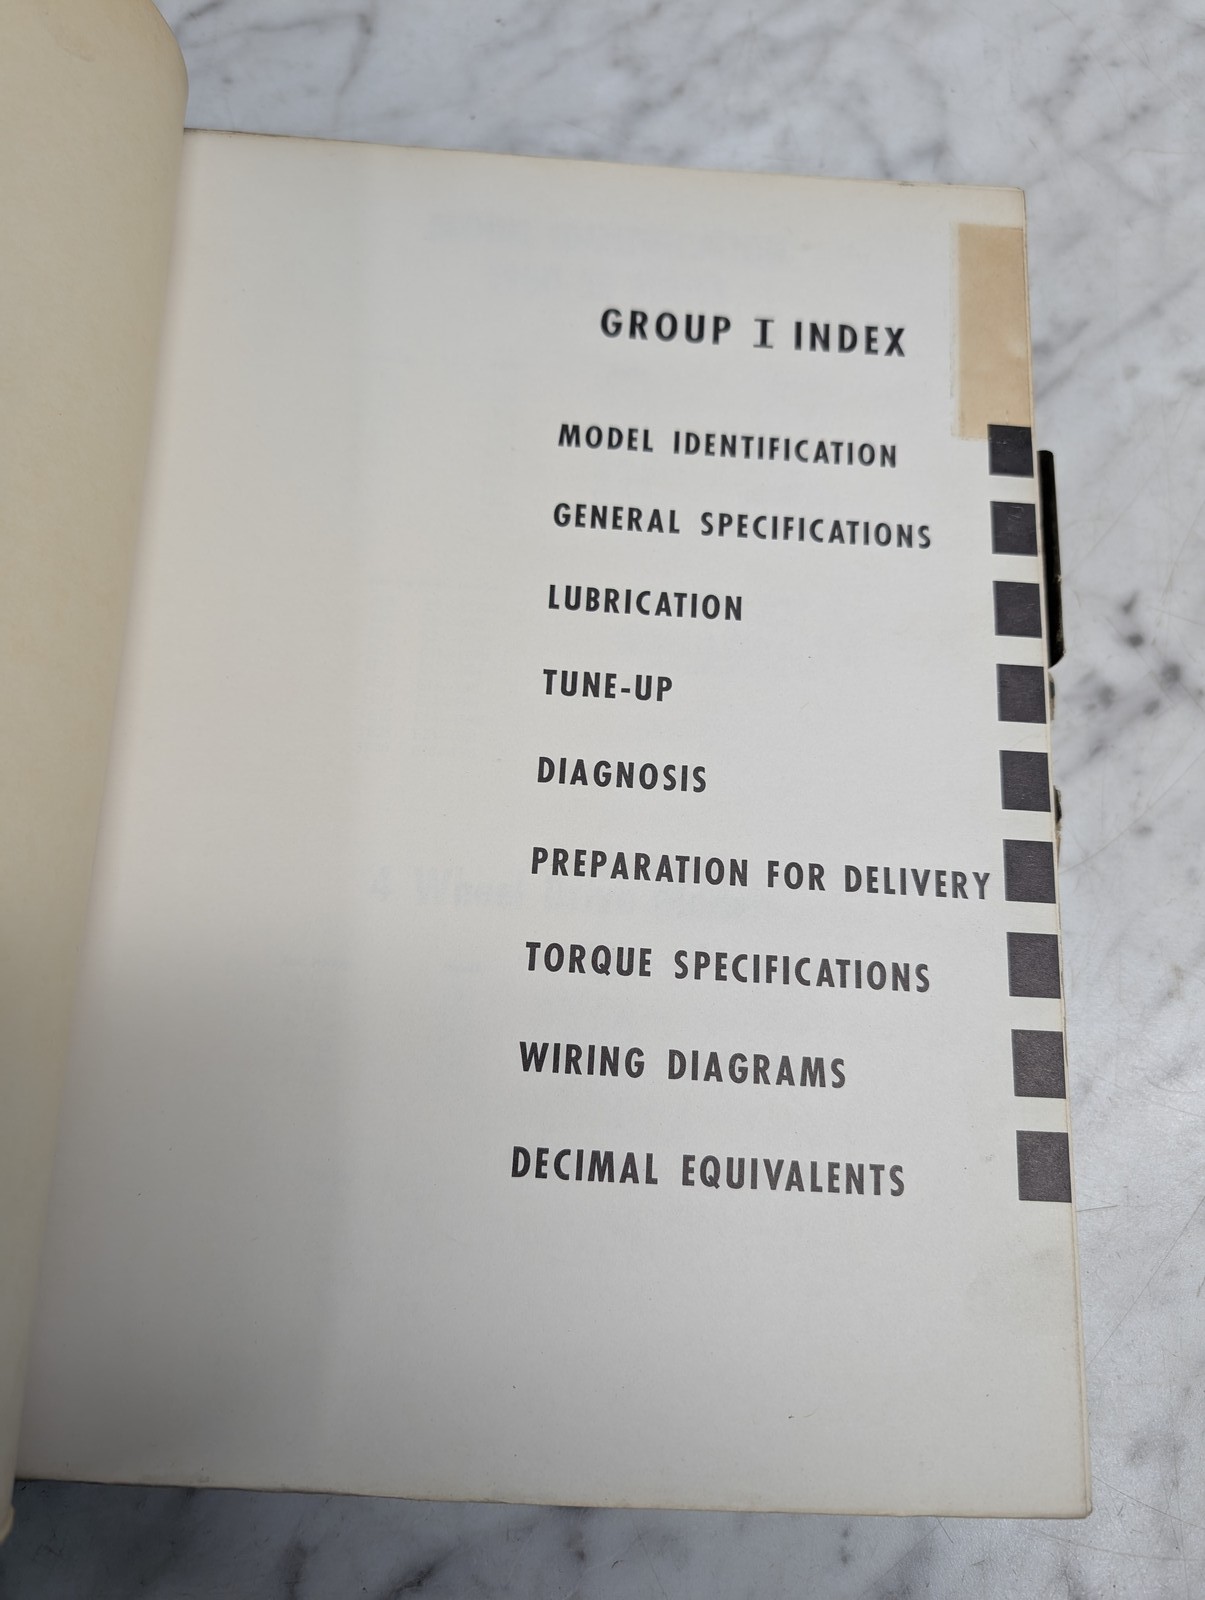 GROUP I INDEX
MODEL IDENTIFICATION
GENERAL SPECIFICATIONS
LUBRICATION
TUNE-UP
DIAGNOSIS
PREPARATION FOR DELIVERY
TORQUE SPECIFICATIONS
WIRING DIAGRAMS
DECIMAL EQUIVALENTS